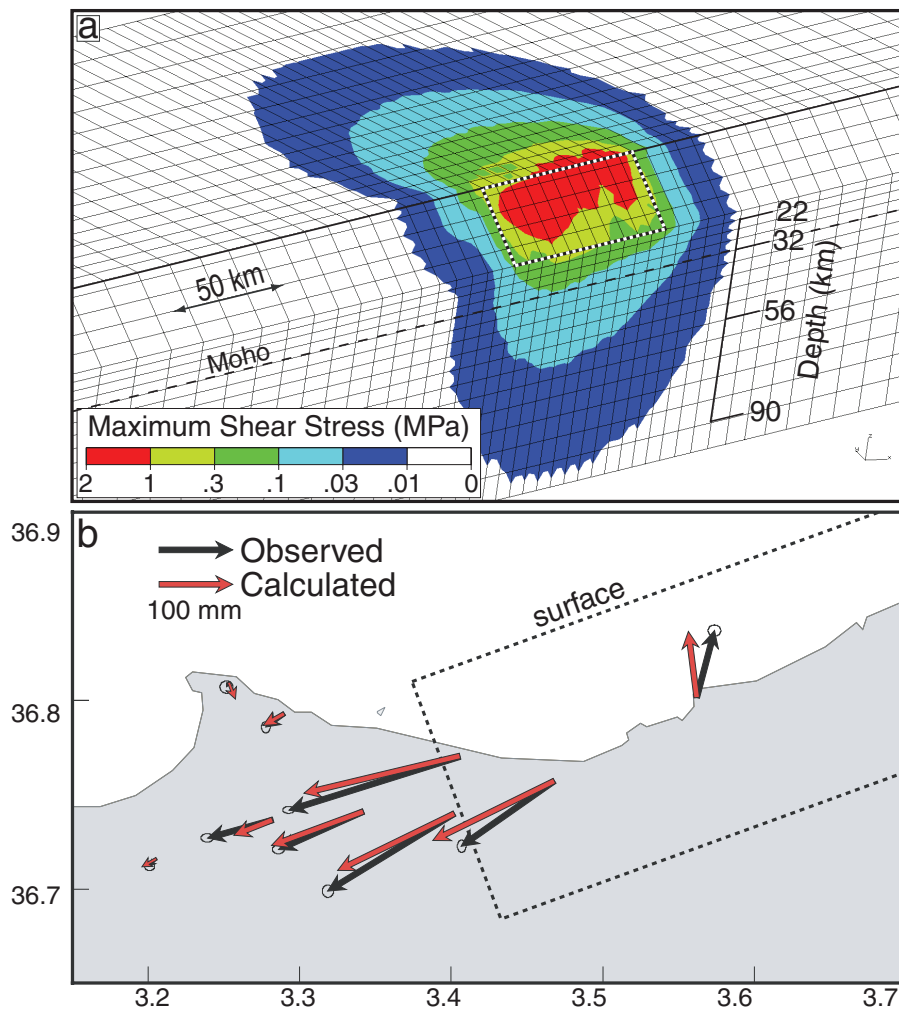 a
50 km
Moho
22
32
56
90
Depth (km)
Maximum Shear Stress (MPa)
2 1 .3 .1 .03 .01 0
z
y
x
b
36.9
36.8
36.7
Observed
Calculated
100 mm
surface
3.2 3.3 3.4 3.5 3.6 3.7